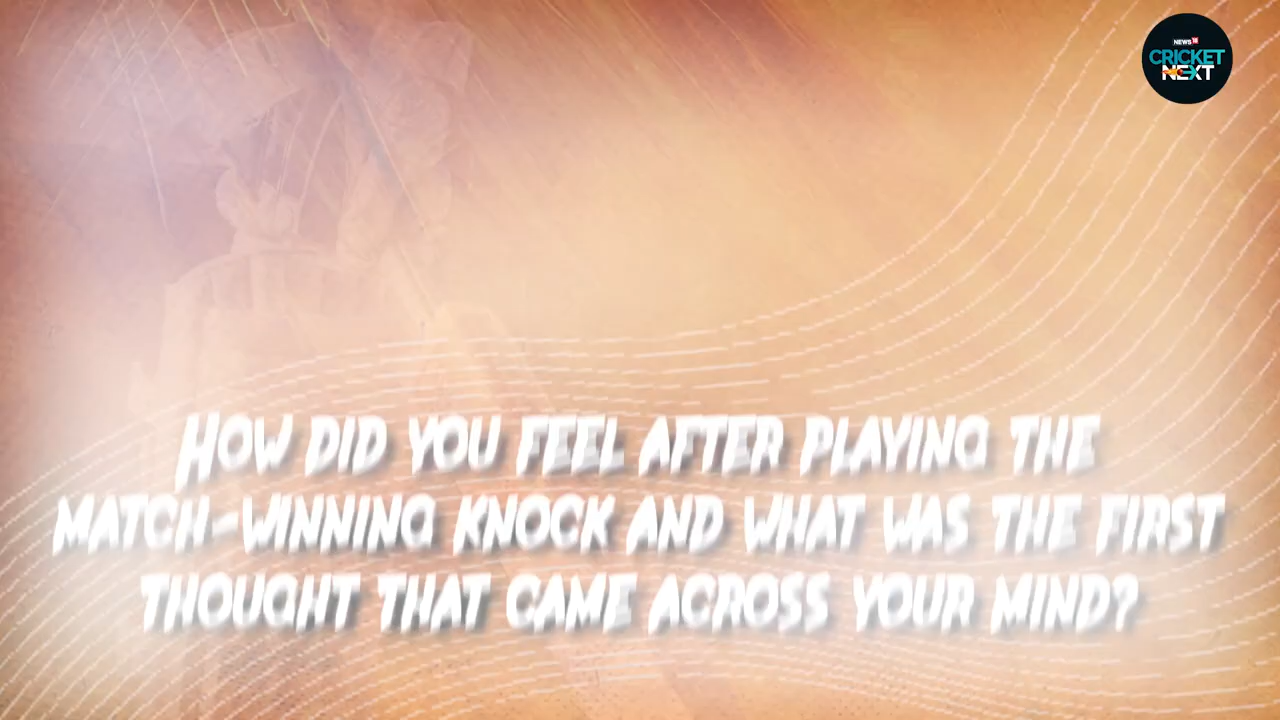 NEWS18
CRICKET
NEXT
HOW DID YOU FEEL AFTER PLAYING THE
MATCH-WINNING KNOCK AND WHAT WAS THE FIRST
THOUGHT THAT CAME ACROSS YOUR MIND?